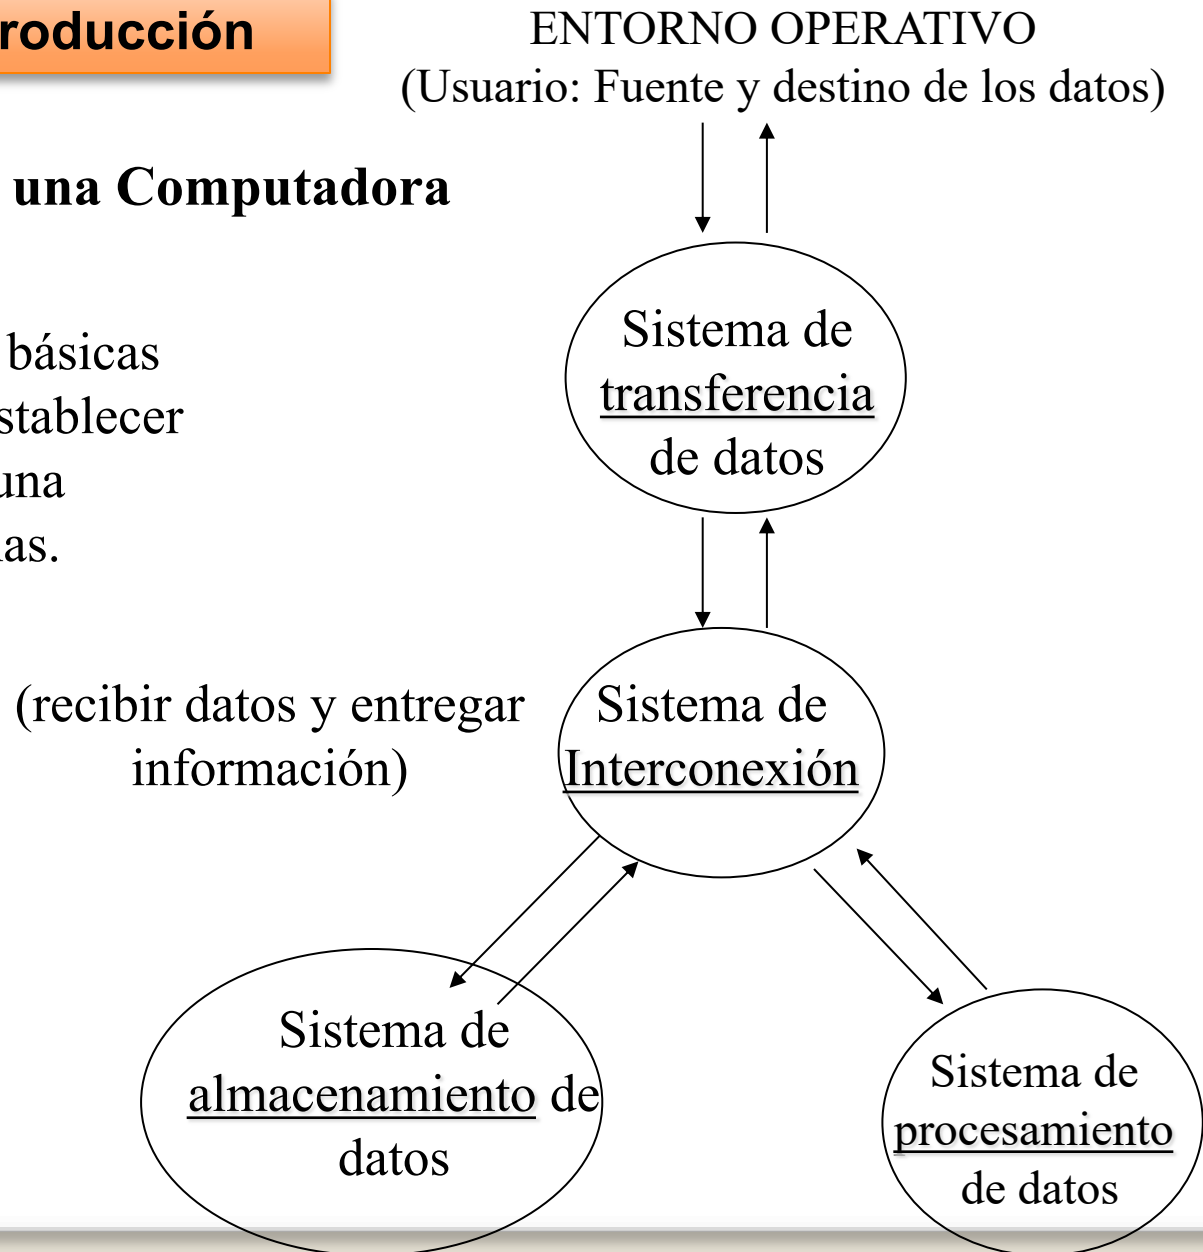 roducción
ENTORNO OPERATIVO
(Usuario: Fuente y destino de los datos)
una Computadora
básicas
stablecer
una
as.
Sistema de
transferencia
de datos
(recibir datos y entregar
información)
Sistema de
Interconexión
Sistema de
almacenamiento de
datos
Sistema de
procesamiento
de datos